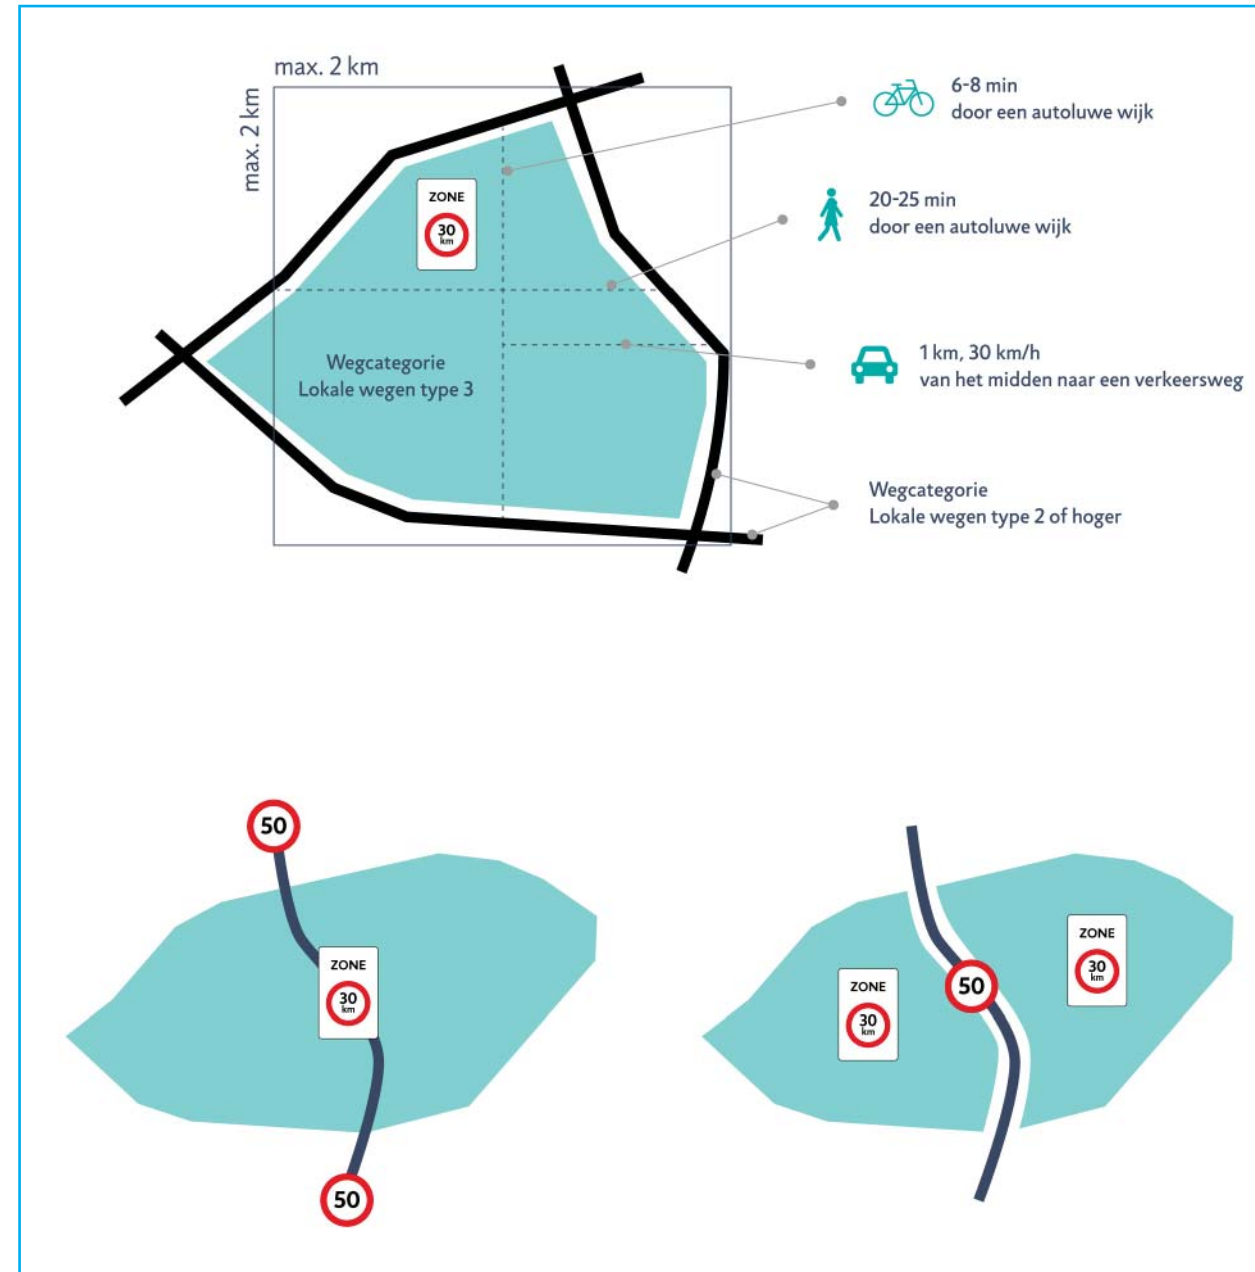 max. 2 km
max. 2 km
6-8 min
door een autoluwe wijk
ZONE
30
km
20-25 min
door een autoluwe wijk
Wegcategorie
Lokale wegen type 3
1 km, 30 km/h
van het midden naar een verkeersweg
Wegcategorie
Lokale wegen type 2 of hoger
50
ZONE
30
km
50
ZONE
30
km
50
ZONE
30
km